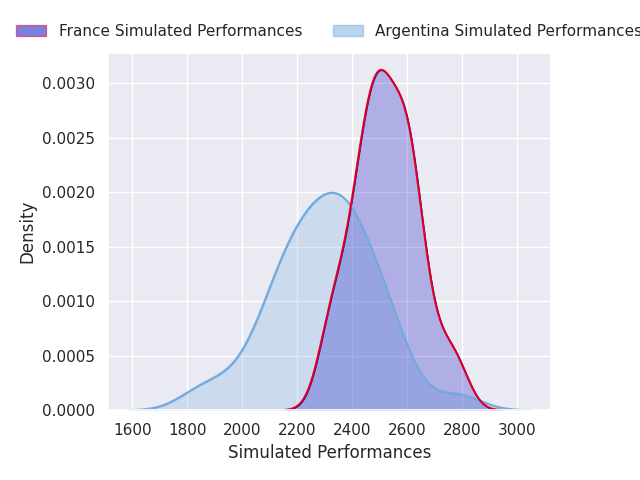 France Simulated Performances Argentina Simulated Performances
0.0030
0.0025
0.0020
0.0015
0.0010
0.0005
0.0000
Density
1600 1800 2000 2200 2400 2600 2800 3000
Simulated Performances